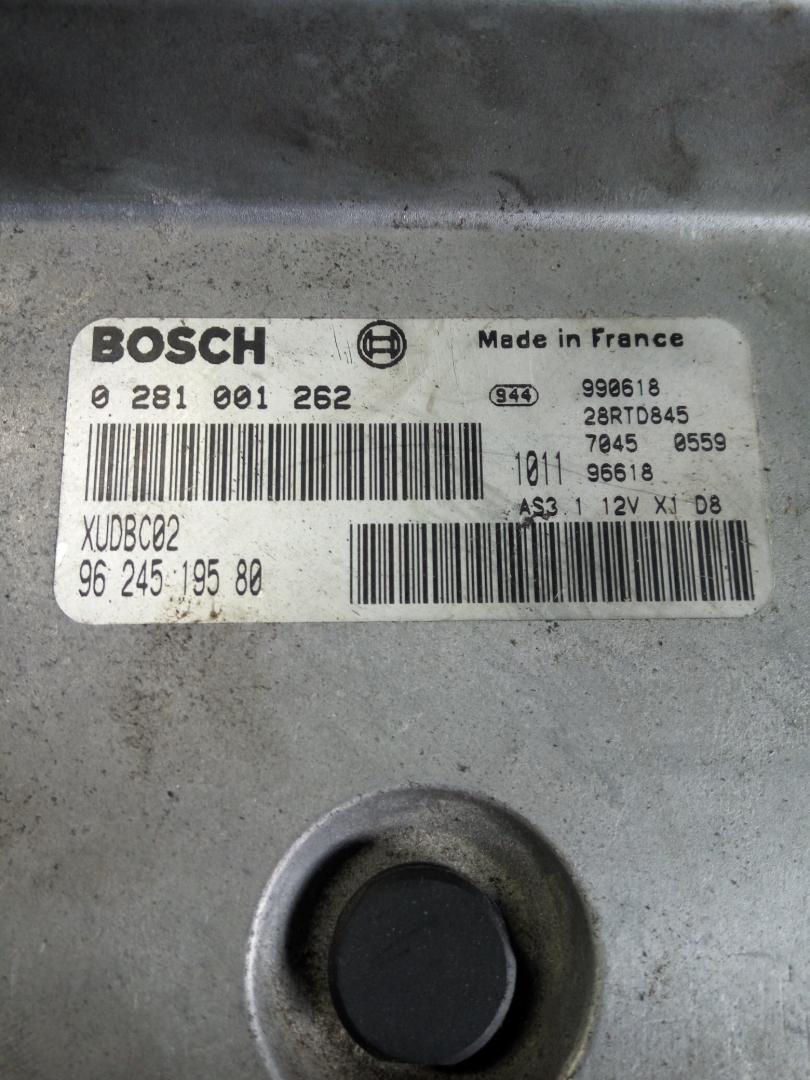 BOSCH Made in France
0 281 001 262 944 990618
28RTD845
7045 0559
1011 96618
AS3.1 12V X1 D8
XUDBC02
96 245 195 80